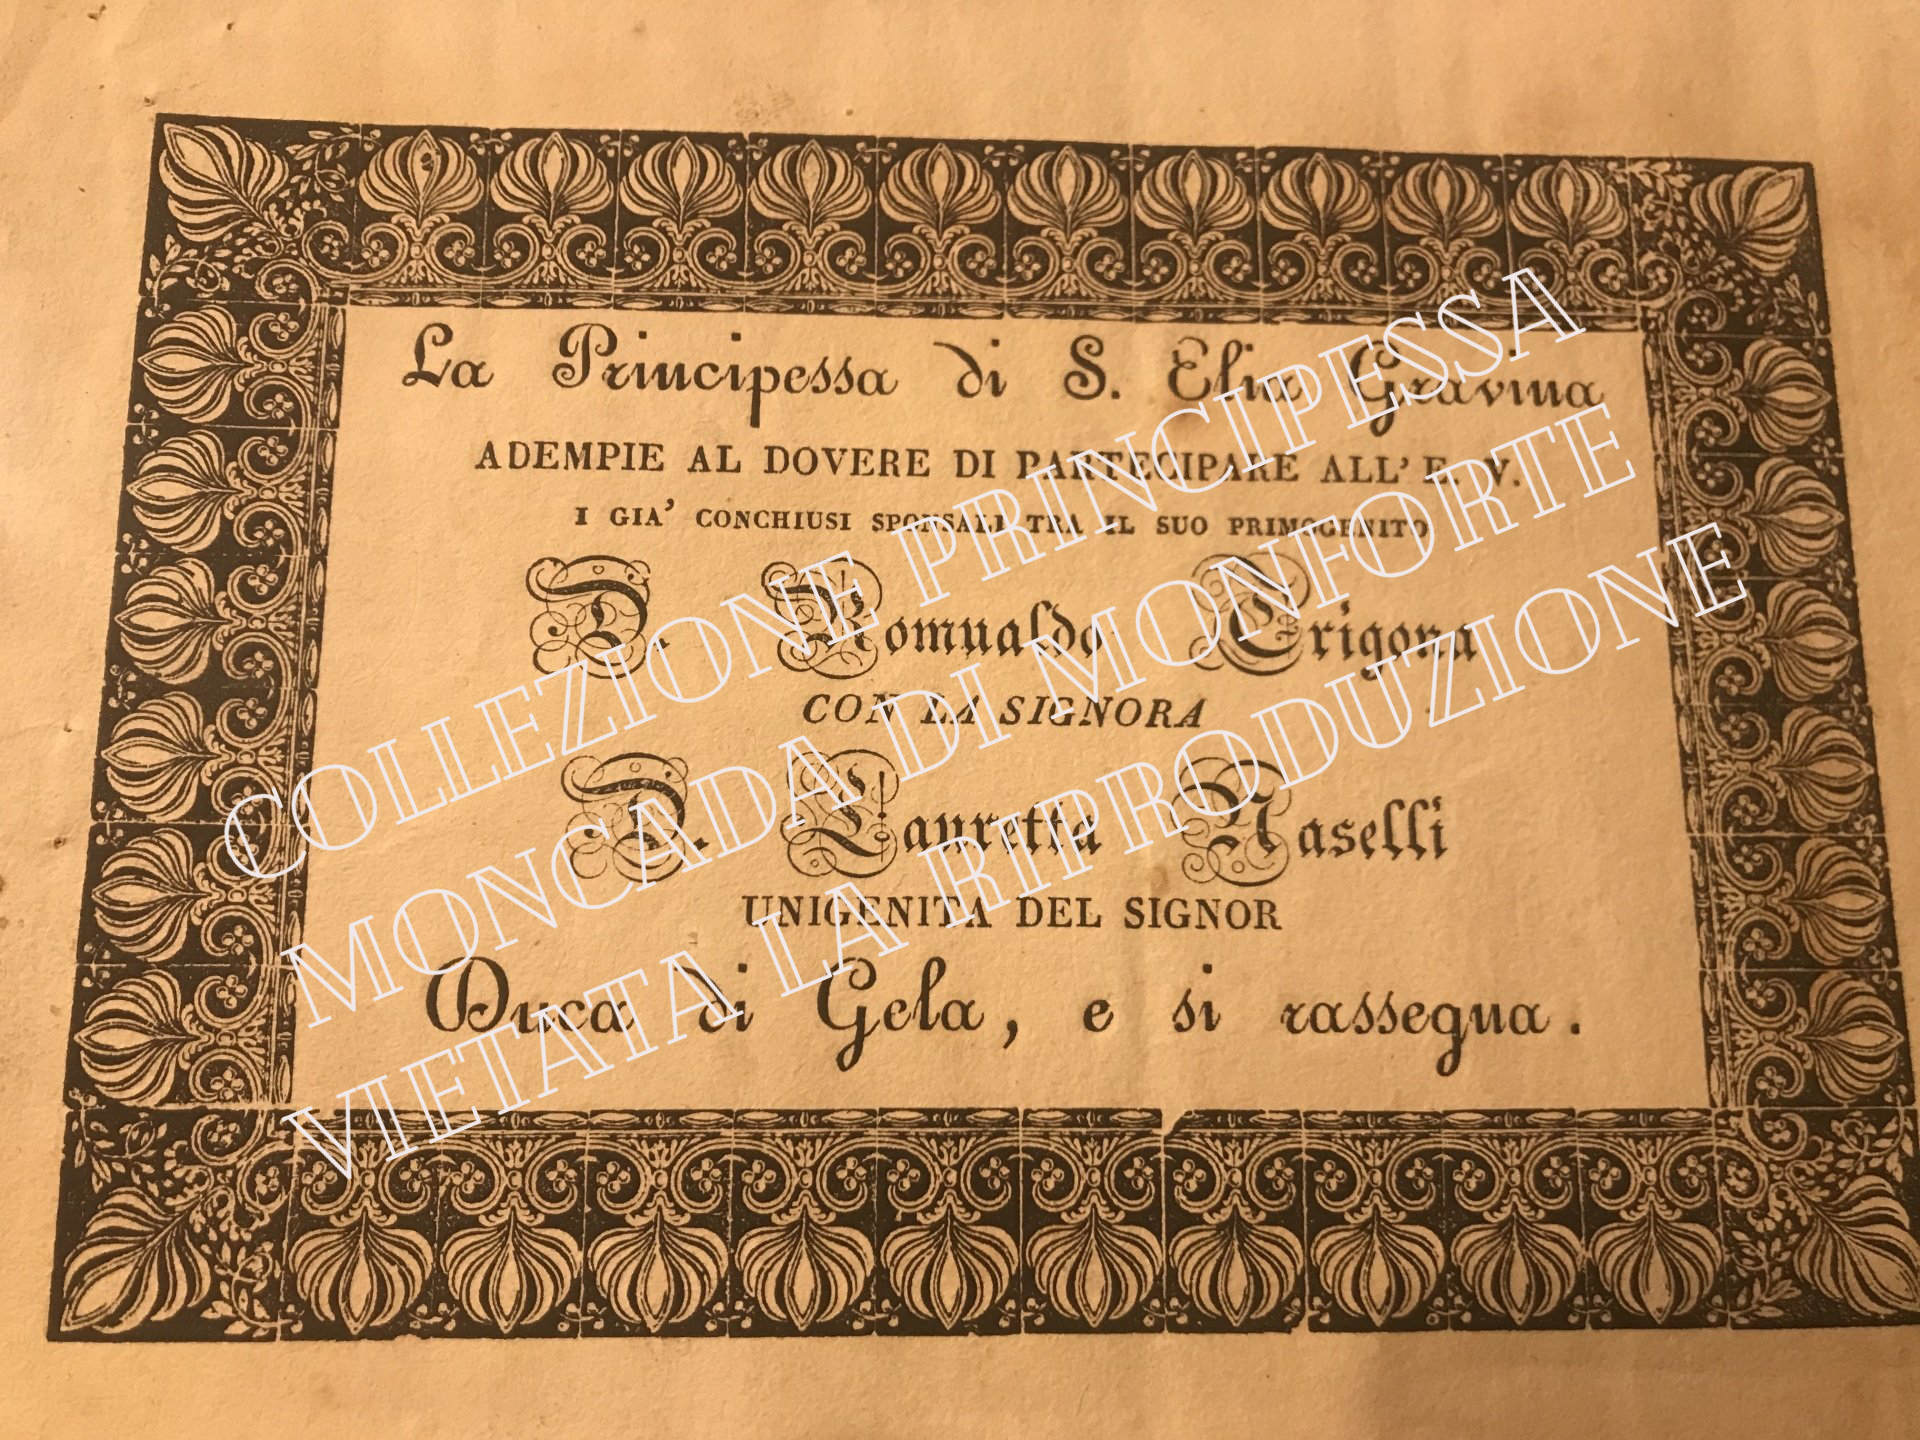 La Principessa di S. Elia Gravina
ADEMPIE AL DOVERE DI PARTECIPARE ALL' E. V.
I GIA' CONCHIUSI SPONSALI TRA IL SUO PRIMOGENITO
D. Romualdo Trigona
CON LA SIGNORA
D. Lauretta Naselli
UNIGENITA DEL SIGNOR
Duca di Gela, e si rassegna.
COLLEZIONE PRINCIPESSA
MONCADA DI MONFORTE
VIETATA LA RIPRODUZIONE